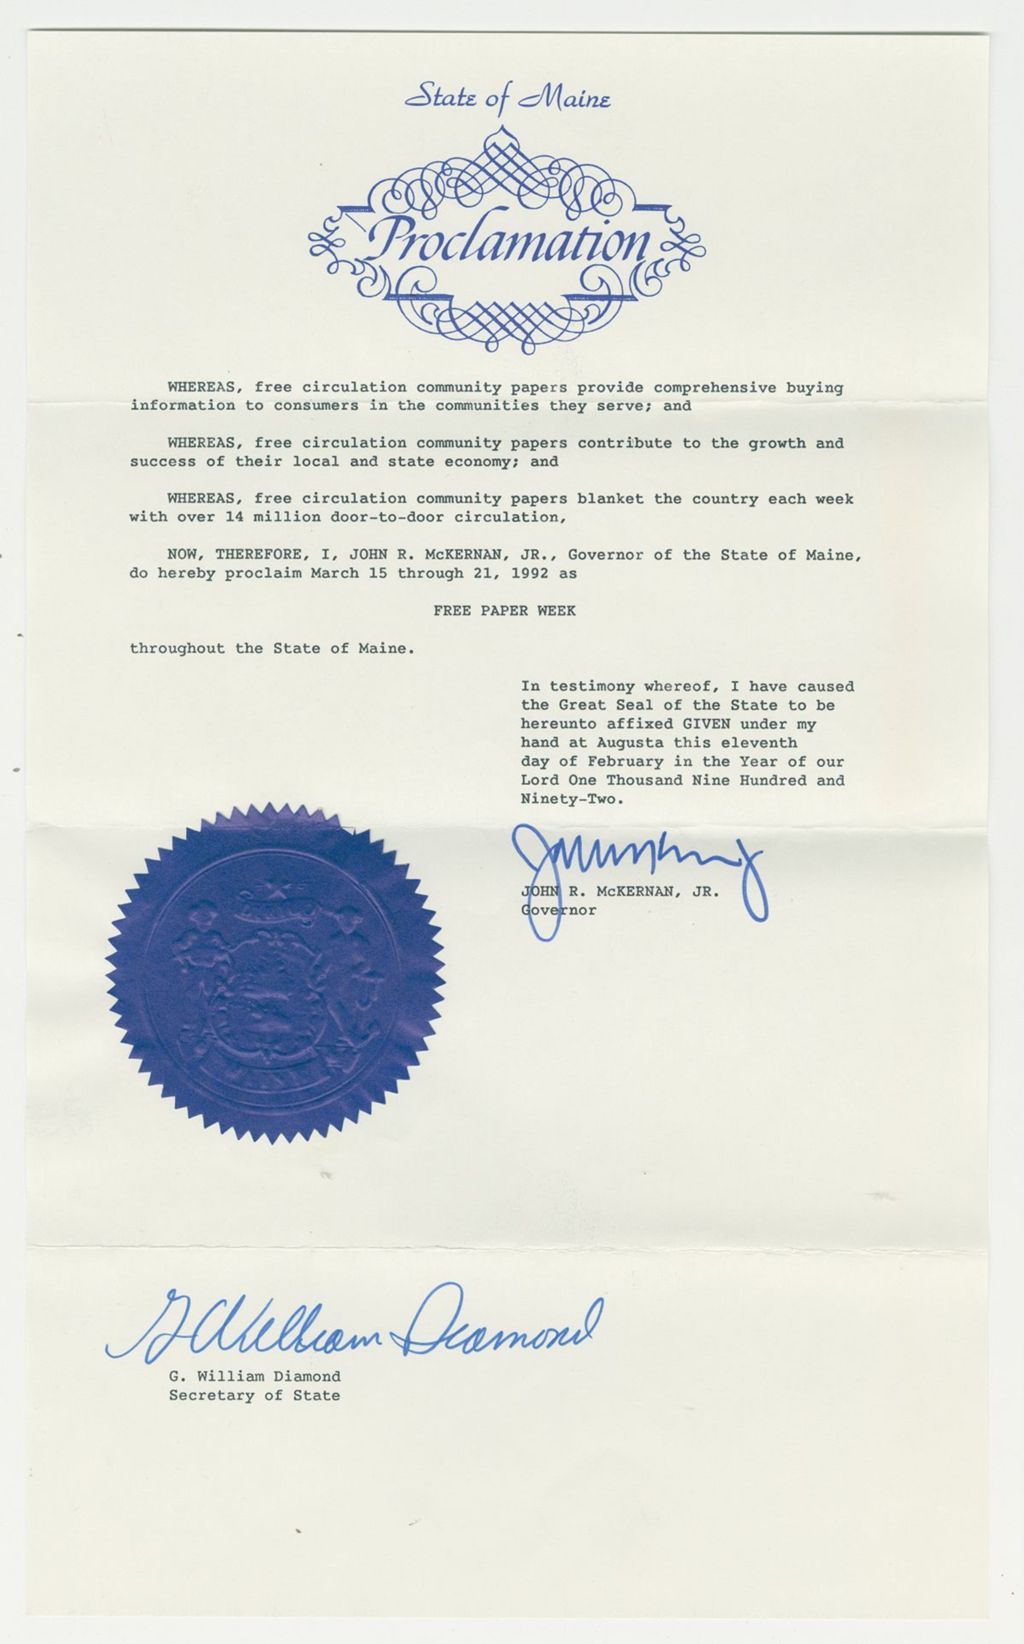 State of Maine
Proclamation
WHEREAS, free circulation community papers provide comprehensive buying
information to consumers in the communities they serve; and
WHEREAS, free circulation community papers contribute to the growth and
success of their local and state economy; and
WHEREAS, free circulation community papers blanket the country each week
with over 14 million door-to-door circulation,
NOW, THEREFORE, I, JOHN R. McKERNAN, JR., Governor of the State of Maine,
do hereby proclaim March 15 through 21, 1992 as
FREE PAPER WEEK
throughout the State of Maine.
In testimony whereof, I have caused
the Great Seal of the State to be
hereunto affixed GIVEN under my
hand at Augusta this eleventh
day of February in the Year of our
Lord One Thousand Nine Hundred and
Ninety-Two.
JOHN R. McKERNAN, JR.
Governor
MAINE
G William Diamond
G. William Diamond
Secretary of State